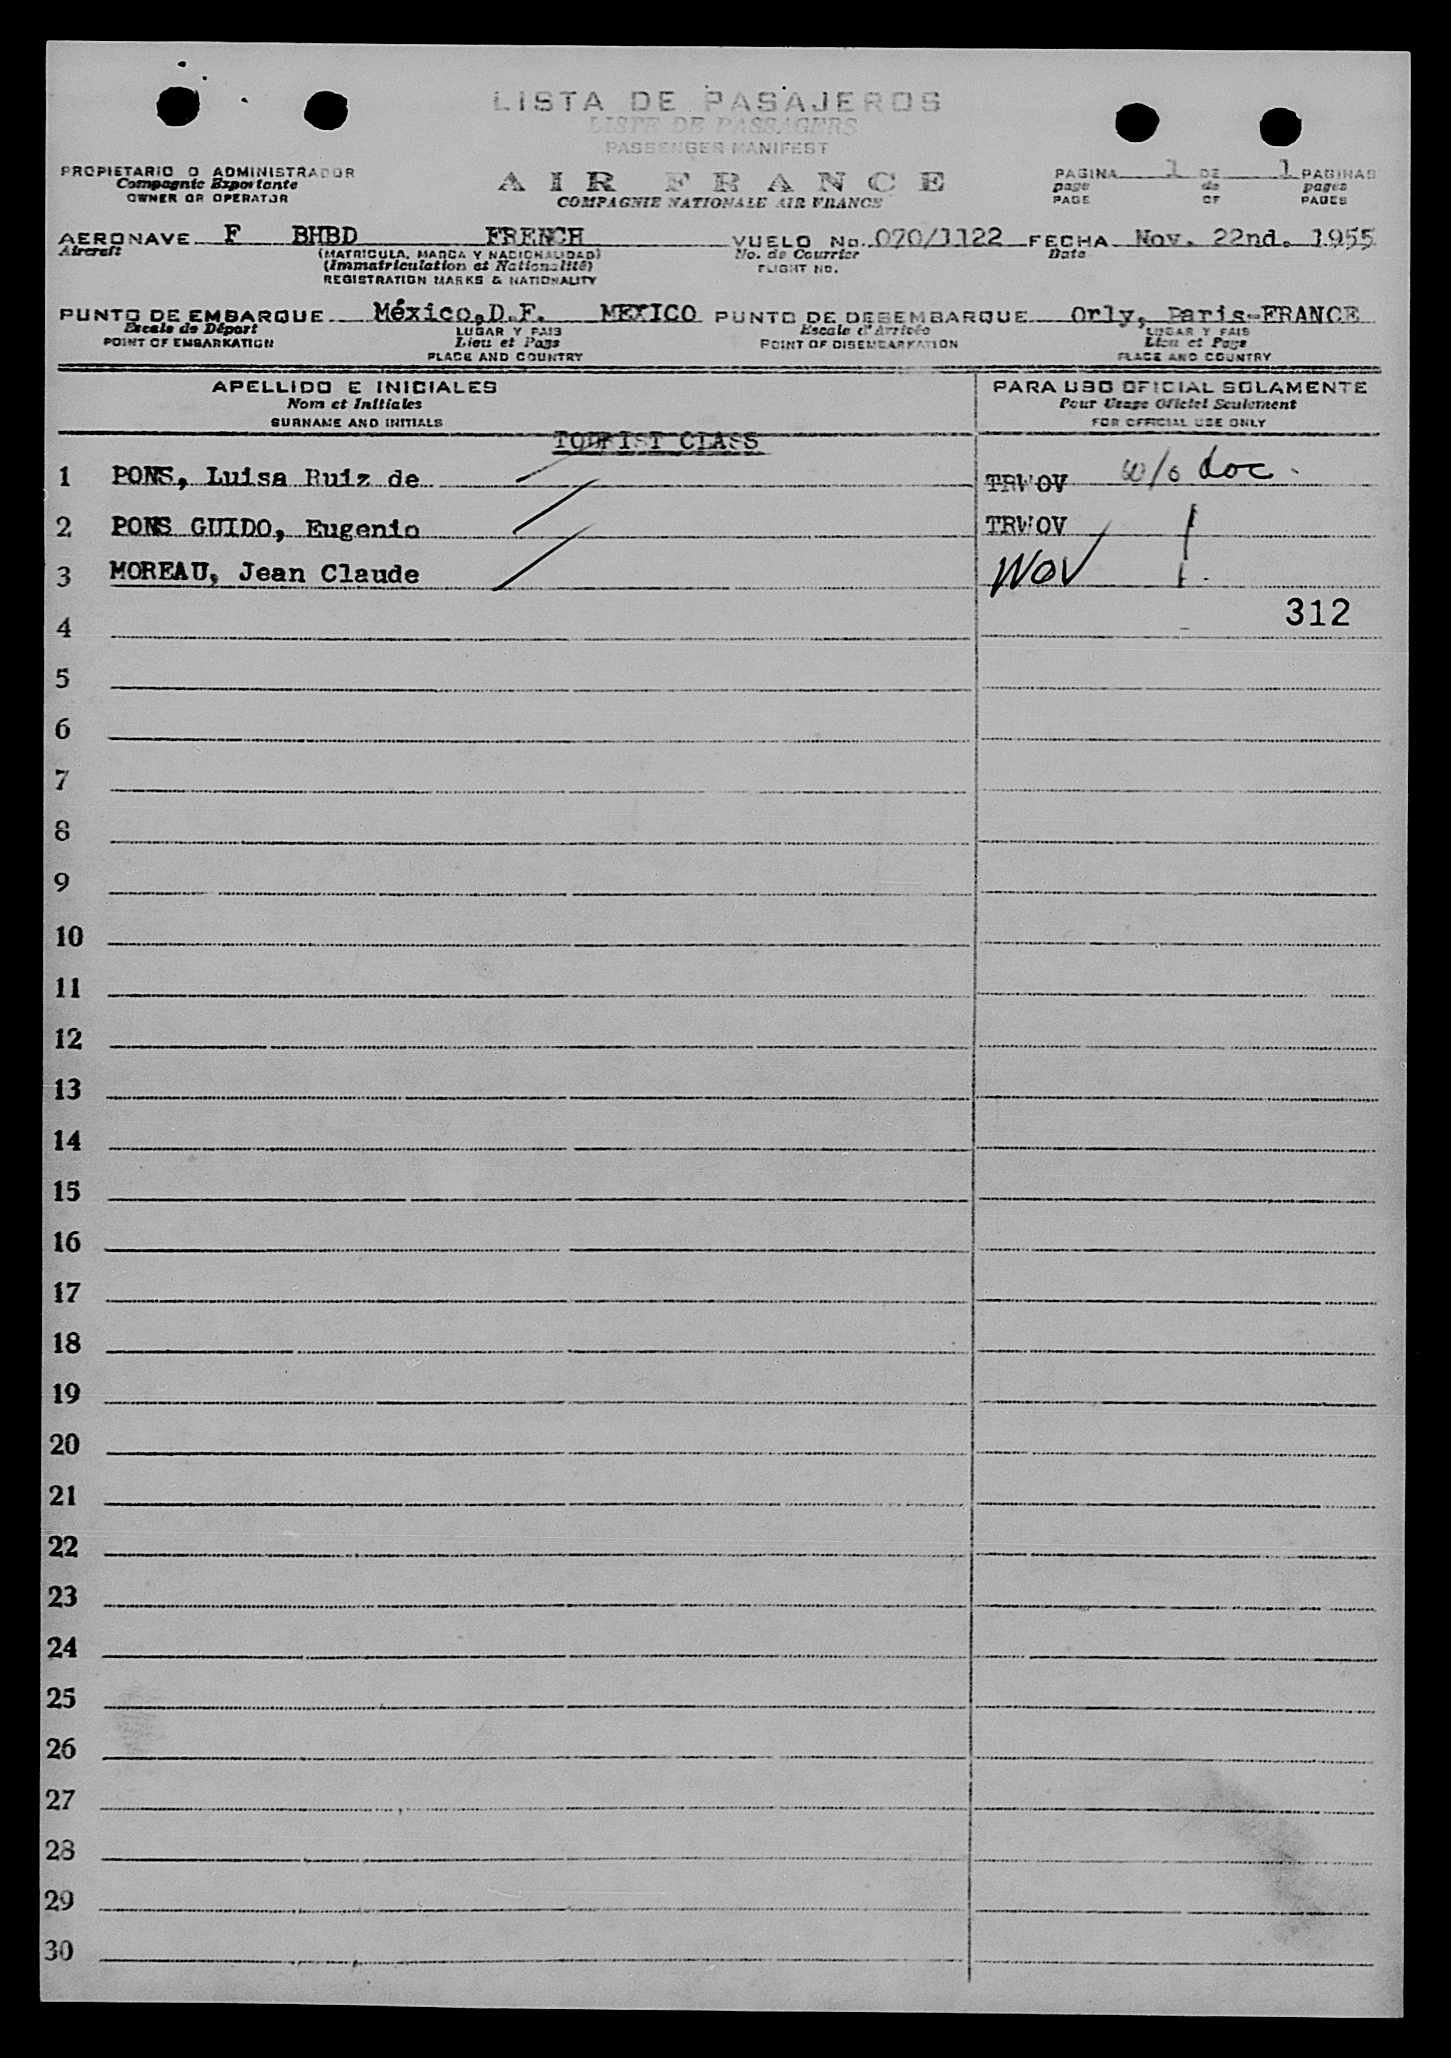 LISTA DE PASAJEROS
LISTE DE PASSAGERS
PASSENGER MANIFEST
PROPIETARIO O ADMINISTRADOR
Compagnie Exploitante
OWNER OR OPERATOR
AIR FRANCE
COMPAGNIE NATIONALE AIR FRANCE
PAGINA 1 DE 1 PAGINAS
page de pages
PAGE OF PAGES
AERONAVE F BHBD FRENCH VUELO No. 070/1122 FECHA Nov. 22nd. 1955
Aircraft (MATRICULA, MARCA Y NACIONALIDAD) No. de Courrier Date
(Immatriculation et Nationalité) FLIGHT NO.
REGISTRATION MARKS & NATIONALITY
PUNTO DE EMBARQUE México,D.F. MEXICO PUNTO DE DESEMBARQUE Orly, Paris-FRANCE
Escale de Départ LUGAR Y PAIS Escale d'Arrivée LUGAR Y PAIS
POINT OF EMBARKATION Lieu et Pays POINT OF DISEMBARKATION Lieu et Pays
PLACE AND COUNTRY PLACE AND COUNTRY
APELLIDO E INICIALES PARA USO OFICIAL SOLAMENTE
Nom et Initiales Pour Usage Officiel Seulement
SURNAME AND INITIALS FOR OFFICIAL USE ONLY
TOURIST CLASS
1 PONS, Luisa Ruiz de TRWOV w/o doc.
2 PONS GUIDO, Eugenio TRWOV
3 MOREAU, Jean Claude WOV
312
4
5
6
7
8
9
10
11
12
13
14
15
16
17
18
19
20
21
22
23
24
25
26
27
28
29
30